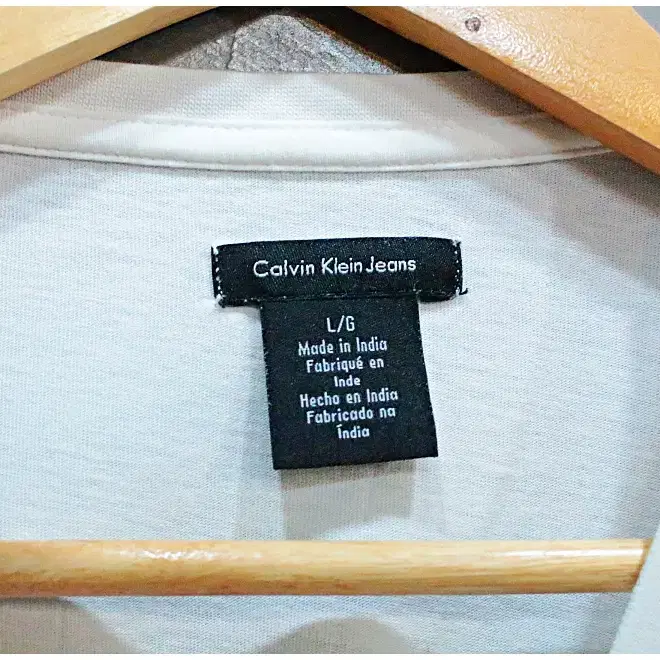 Calvin Klein Jeans
L/G
Made in India
Fabriqué en
Inde
Hecho en India
Fabricado na
Índia